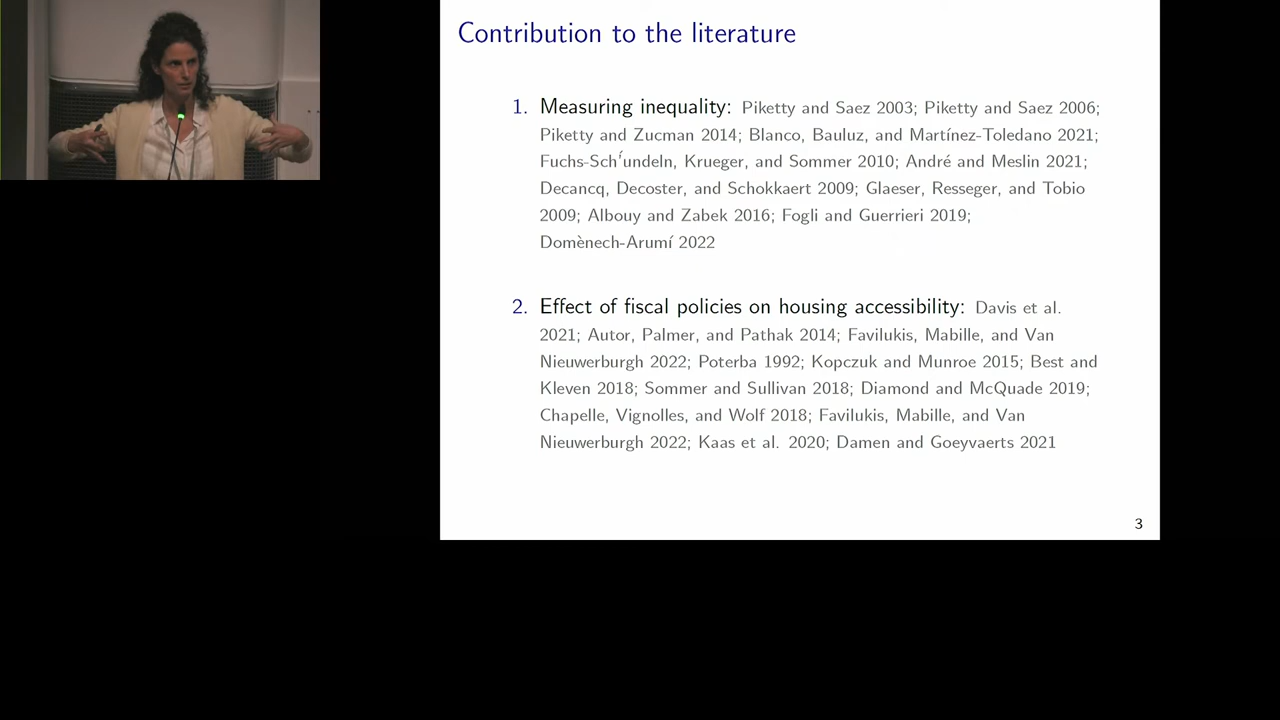 Contribution to the literature
1. Measuring inequality: Piketty and Saez 2003; Piketty and Saez 2006;
Piketty and Zucman 2014; Blanco, Bauluz, and Martínez-Toledano 2021;
Fuchs-Sch´undeln, Krueger, and Sommer 2010; André and Meslin 2021;
Decancq, Decoster, and Schokkaert 2009; Glaeser, Resseger, and Tobio
2009; Albouy and Zabek 2016; Fogli and Guerrieri 2019;
Domènech-Arumí 2022
2. Effect of fiscal policies on housing accessibility: Davis et al.
2021; Autor, Palmer, and Pathak 2014; Favilukis, Mabille, and Van
Nieuwerburgh 2022; Poterba 1992; Kopczuk and Munroe 2015; Best and
Kleven 2018; Sommer and Sullivan 2018; Diamond and McQuade 2019;
Chapelle, Vignolles, and Wolf 2018; Favilukis, Mabille, and Van
Nieuwerburgh 2022; Kaas et al. 2020; Damen and Goeyvaerts 2021
3